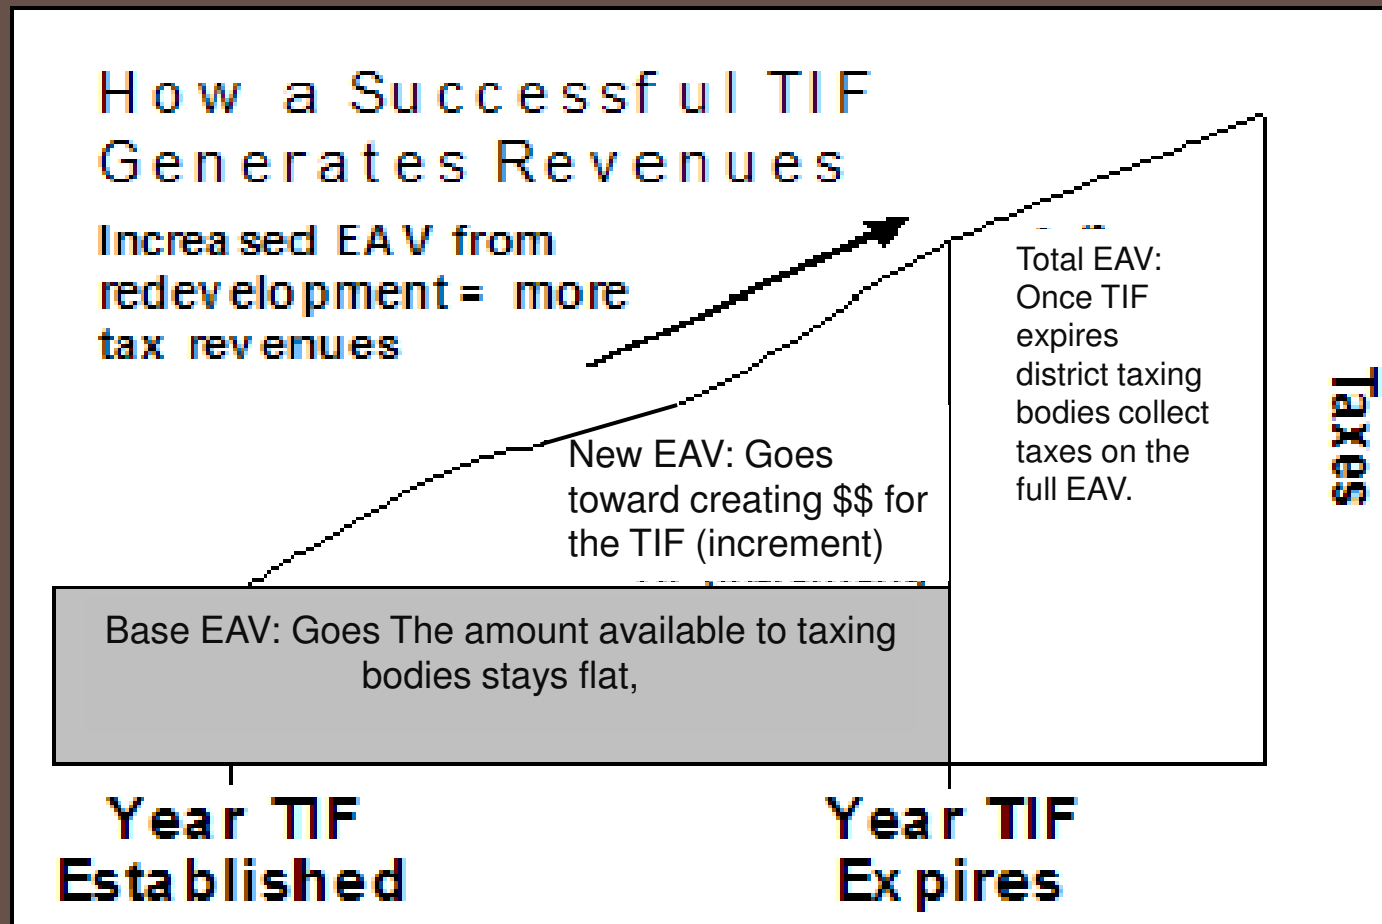 How a Successful TIF
Generates Revenues
Increased EAV from
redevelopment = more
tax revenues
Total EAV:
Once TIF
expires
district taxing
bodies collect
taxes on the
full EAV.
Taxes
New EAV: Goes
toward creating $$ for
the TIF (increment)
Base EAV: Goes The amount available to taxing
bodies stays flat,
Year TIF
Established
Year TIF
Expires